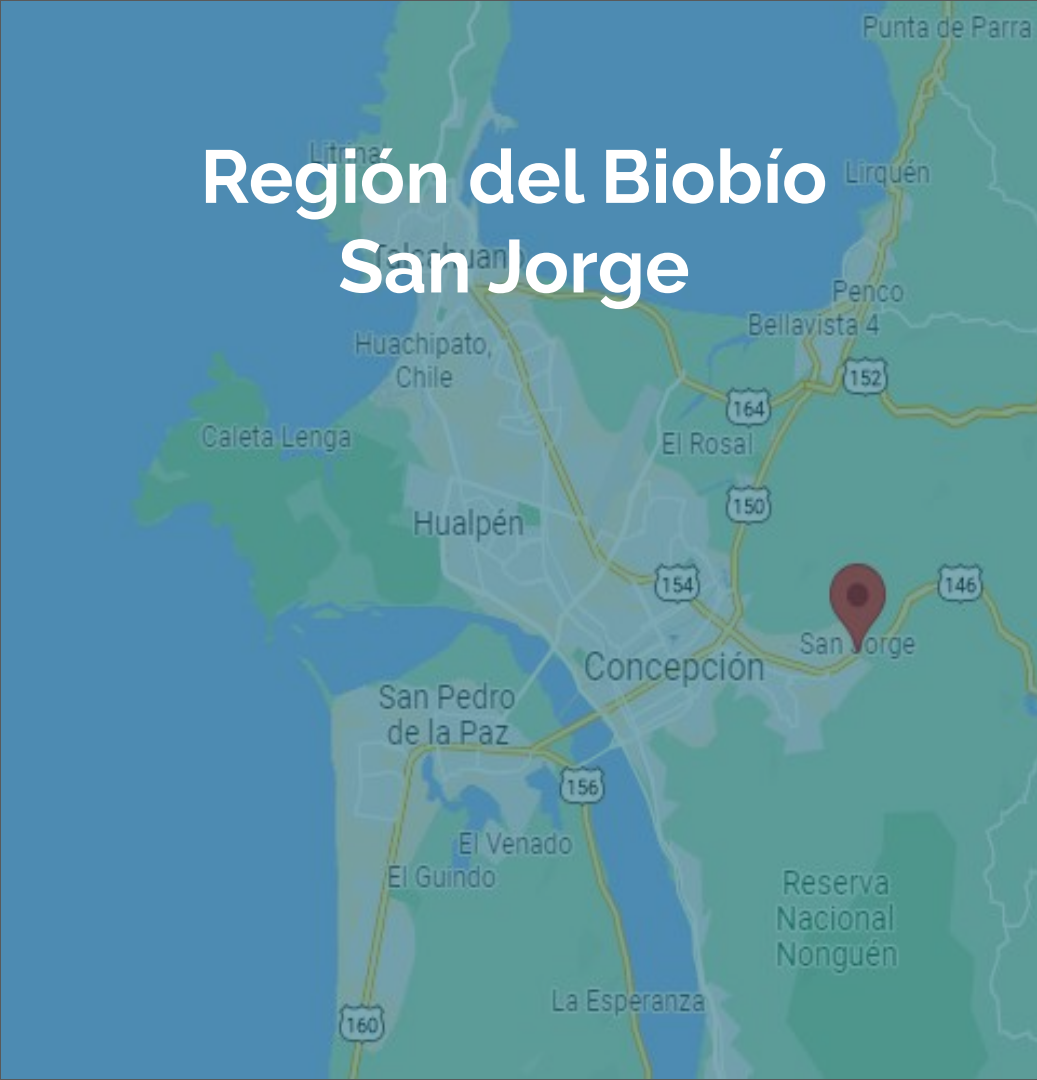 Punta de Parra
Región del Biobío
Lirquén
San Jorge
Talcahuano
Penco
Bellavista 4
Huachipato,
Chile
152
164
Caleta Lenga
El Rosal
150
Hualpén
154
146
San Jorge
Concepción
San Pedro
de la Paz
156
El Venado
El Guindo
Reserva
Nacional
Nonguén
La Esperanza
160